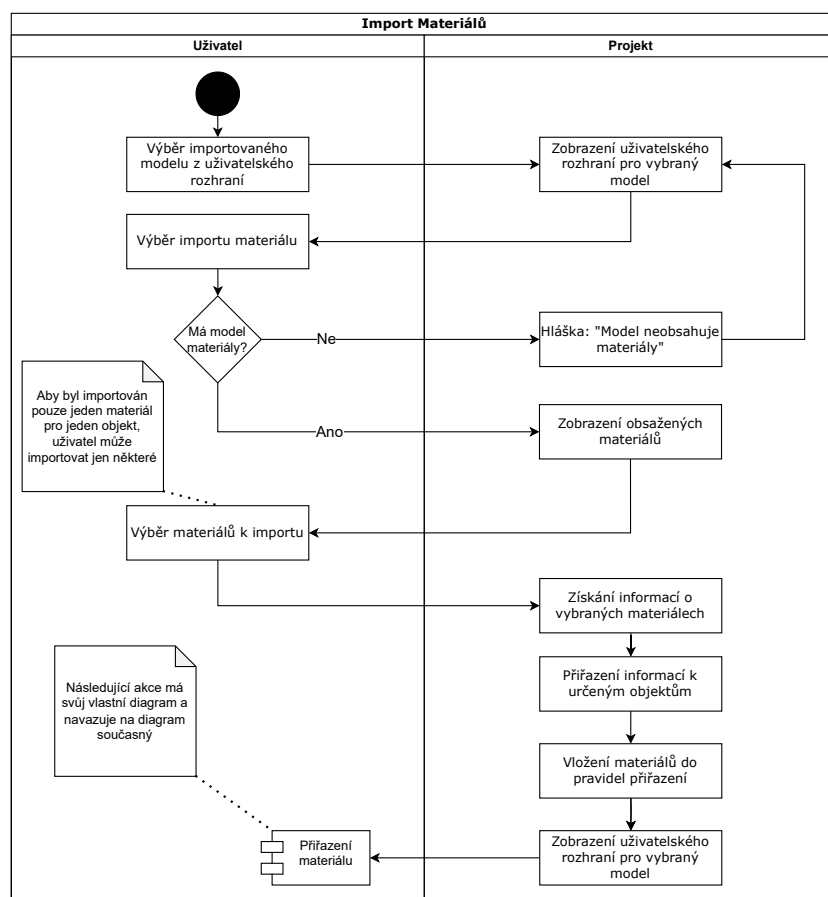 Import Materiálů
Uživatel
Projekt
Výběr importovaného
modelu z uživatelského
rozhraní
Zobrazení uživatelského
rozhraní pro vybraný
model
Výběr importu materiálu
Má model
materiály?
Ne
Hláška: "Model neobsahuje
materiály"
Aby byl importován
pouze jeden materiál
pro jeden objekt,
uživatel může
importovat jen některé
Ano
Zobrazení obsažených
materiálů
Výběr materiálů k importu
Získání informací o
vybraných materiálech
Přiřazení informací k
určeným objektům
Následující akce má
svůj vlastní diagram a
navazuje na diagram
současný
Vložení materiálů do
pravidel přiřazení
Přiřazení
materiálu
Zobrazení uživatelského
rozhraní pro vybraný
model